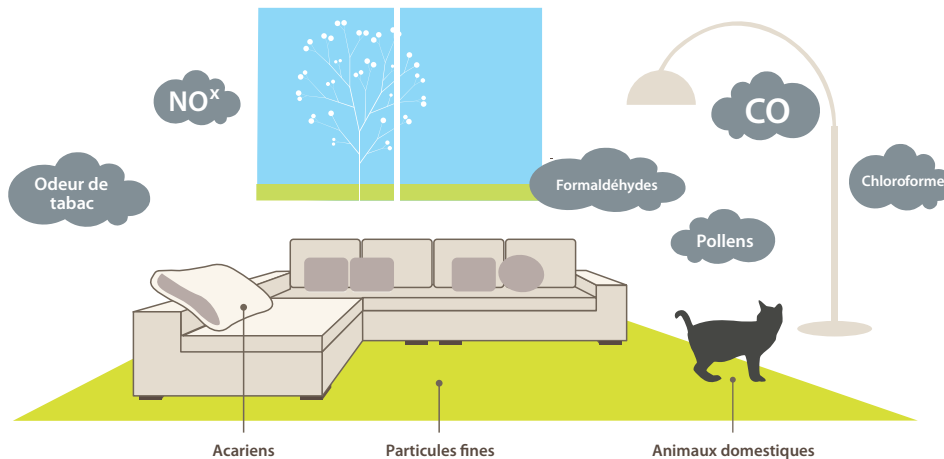 NOx
CO
Odeur de
tabac
Formaldéhydes
Chloroforme
Pollens
Acariens
Particules fines
Animaux domestiques